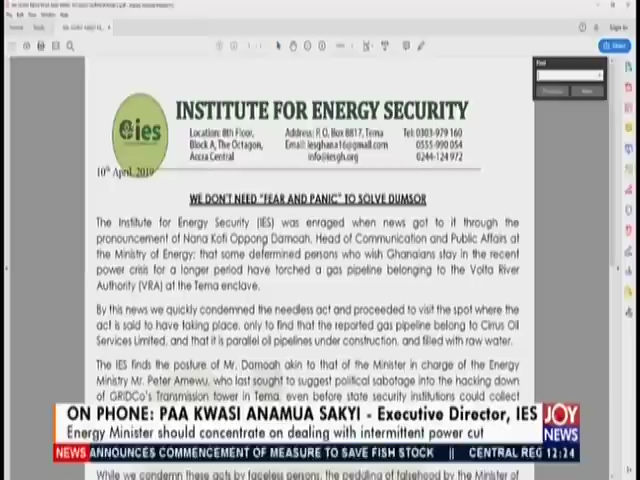 ies
INSTITUTE FOR ENERGY SECURITY
Location: 8th Floor,
Block A, The Octagon,
Accra Central
Address: P. O. Box 8817, Tema
Email: iesghana16@gmail.com
info@iesgh.org
Tel: 0303-979 160
0555-990 054
0244-124 972
10th April, 2019
WE DON'T NEED "FEAR AND PANIC" TO SOLVE DUMSOR
The Institute for Energy Security (IES) was enraged when news got to it through the
pronouncement of Nana Kofi Oppong Damoah, Head of Communication and Public Affairs at
the Ministry of Energy; that some determined persons who wish Ghanaians stay in the recent
power crisis for a longer period have torched a gas pipeline belonging to the Volta River
Authority (VRA) at the Tema enclave.
By this news we quickly condemned the needless act and proceeded to visit the spot where the
act is said to have taking place, only to find that the reported gas pipeline belong to Cirrus Oil
Services Limited, and that it is parallel oil pipelines under construction, and filled with raw water.
The IES finds the posture of Mr. Damoah akin to that of the Minister in charge of the Energy
Ministry Mr. Peter Amewu, who last sought to suggest political sabotage into the hacking down
of GRIDCo's Transmission tower in Tema, even before state security institutions could collect
ON PHONE: PAA KWASI ANAMUA SAKYI - Executive Director, IES
Energy Minister should concentrate on dealing with intermittent power cut
JOY
NEWS
NEWS ANNOUNCES COMMENCEMENT OF MEASURE TO SAVE FISH STOCK || CENTRAL REG 12:24
While we condemn these acts by faceless persons, the peddling of falsehood by the Minister of